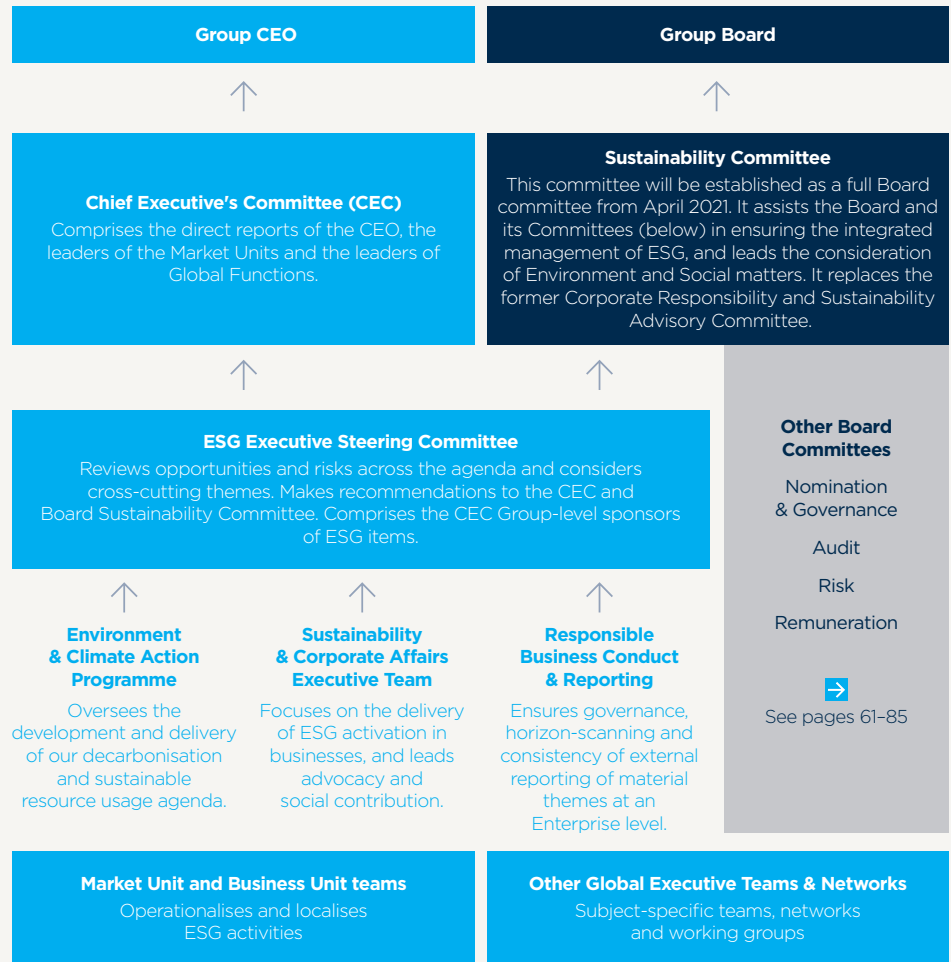 Group CEO
Group Board
Chief Executive's Committee (CEC)
Comprises the direct reports of the CEO, the
leaders of the Market Units and the leaders of
Global Functions.
Sustainability Committee
This committee will be established as a full Board
committee from April 2021. It assists the Board and
its Committees (below) in ensuring the integrated
management of ESG, and leads the consideration
of Environment and Social matters. It replaces the
former Corporate Responsibility and Sustainability
Advisory Committee.
ESG Executive Steering Committee
Reviews opportunities and risks across the agenda and considers
cross-cutting themes. Makes recommendations to the CEC and
Board Sustainability Committee. Comprises the CEC Group-level sponsors
of ESG items.
Other Board
Committees
Nomination
& Governance
Audit
Risk
Remuneration
See pages 61–85
Environment
& Climate Action
Programme
Oversees the
development and delivery
of our decarbonisation
and sustainable
resource usage agenda.
Sustainability
& Corporate Affairs
Executive Team
Focuses on the delivery
of ESG activation in
businesses, and leads
advocacy and
social contribution.
Responsible
Business Conduct
& Reporting
Ensures governance,
horizon-scanning and
consistency of external
reporting of material
themes at an
Enterprise level.
Market Unit and Business Unit teams
Operationalises and localises
ESG activities
Other Global Executive Teams & Networks
Subject-specific teams, networks
and working groups